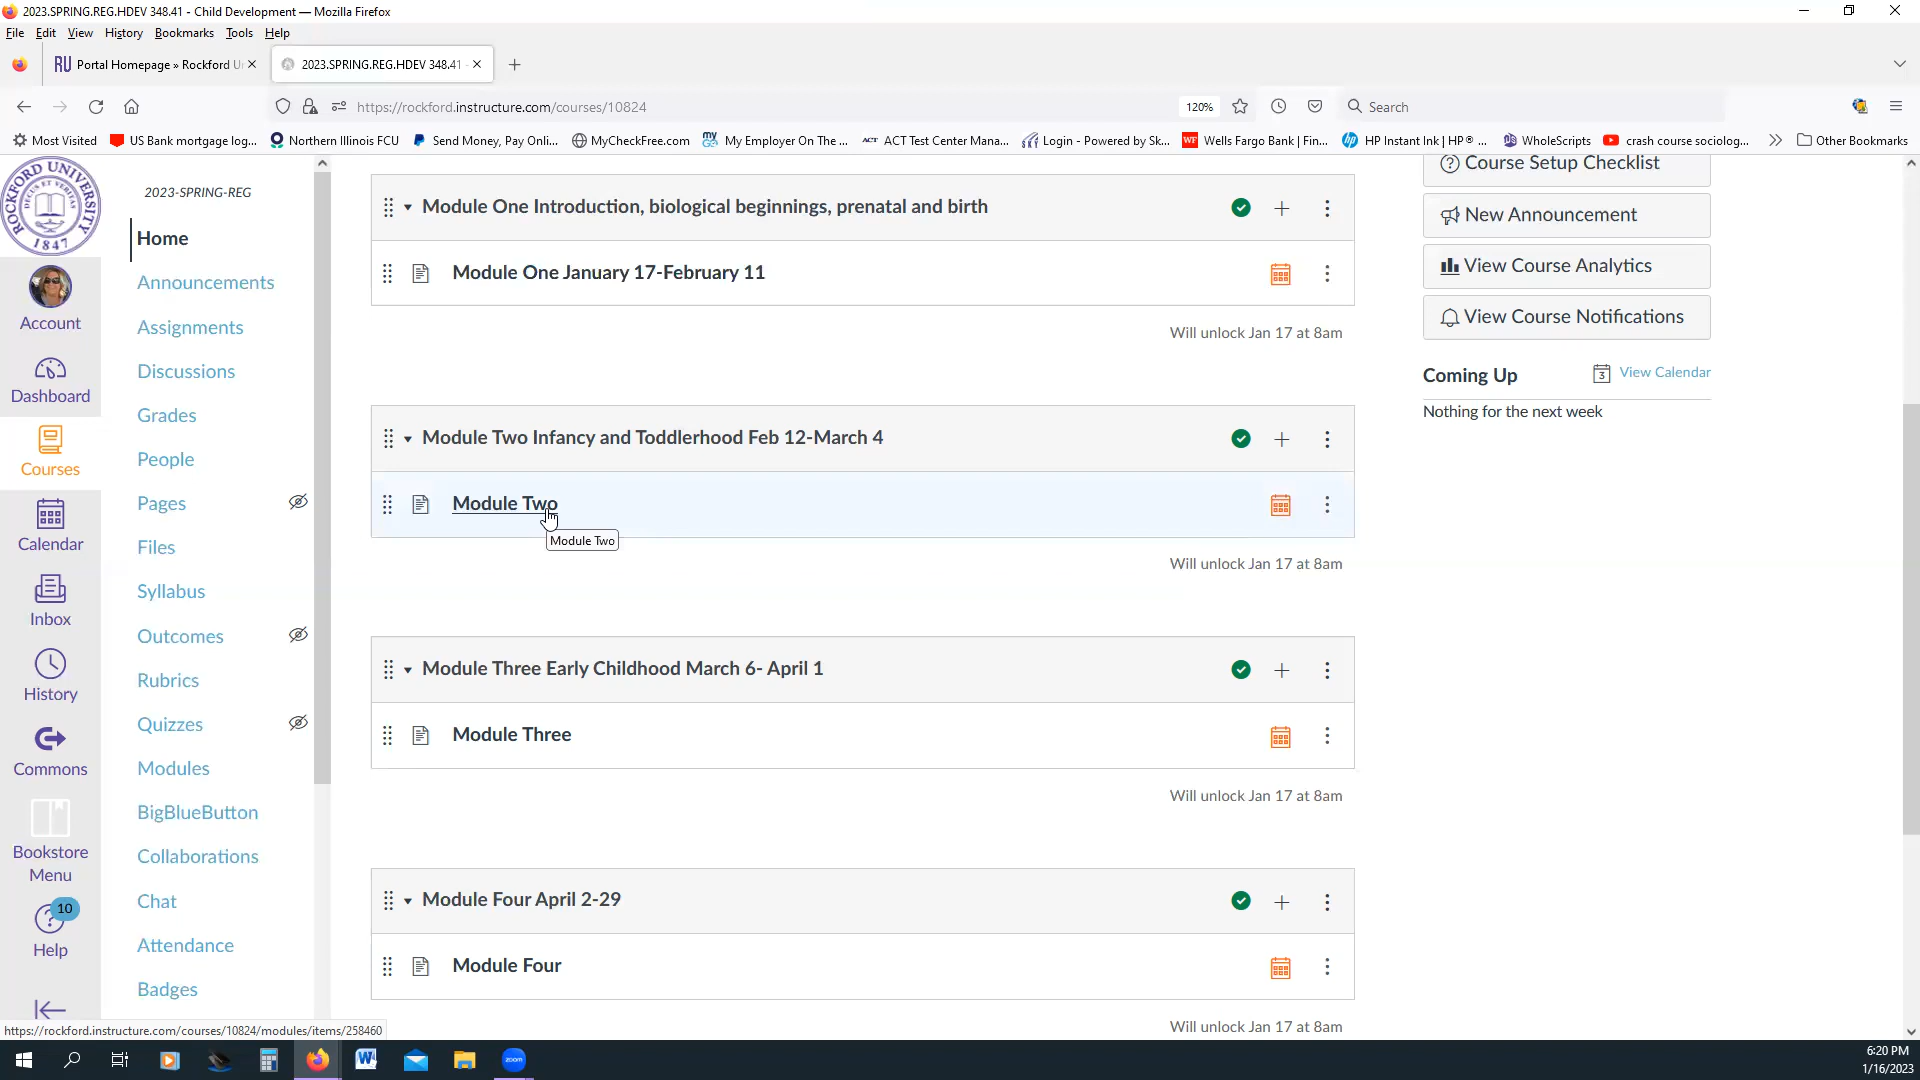 2023.SPRING.REG.HDEV 348.41 - Child Development — Mozilla Firefox
File Edit View History Bookmarks Tools Help
RU Portal Homepage » Rockford U
2023.SPRING.REG.HDEV 348.41 -
https://rockford.instructure.com/courses/10824
120%
Search
Most Visited
US Bank mortgage log...
Northern Illinois FCU
Send Money, Pay Onli...
MyCheckFree.com
My Employer On The ...
ACT Test Center Mana...
Login - Powered by Sk...
Wells Fargo Bank | Fin...
HP Instant Ink | HP® ...
WholeScripts
crash course sociolog...
Other Bookmarks
ROCKFORD UNIVERSITY
DECUS ET VERITAS
1847
Account
Dashboard
Courses
Calendar
Inbox
History
Commons
Bookstore
Menu
10
Help
2023-SPRING-REG
Home
Announcements
Assignments
Discussions
Grades
People
Pages
Files
Syllabus
Outcomes
Rubrics
Quizzes
Modules
BigBlueButton
Collaborations
Chat
Attendance
Badges
Module One Introduction, biological beginnings, prenatal and birth
Module One January 17-February 11
Will unlock Jan 17 at 8am
Module Two Infancy and Toddlerhood Feb 12-March 4
Module Two
Module Two
Will unlock Jan 17 at 8am
Module Three Early Childhood March 6- April 1
Module Three
Will unlock Jan 17 at 8am
Module Four April 2-29
Module Four
Will unlock Jan 17 at 8am
Course Setup Checklist
New Announcement
View Course Analytics
View Course Notifications
Coming Up
3 View Calendar
Nothing for the next week
https://rockford.instructure.com/courses/10824/modules/items/258460
zoom
6:20 PM
1/16/2023